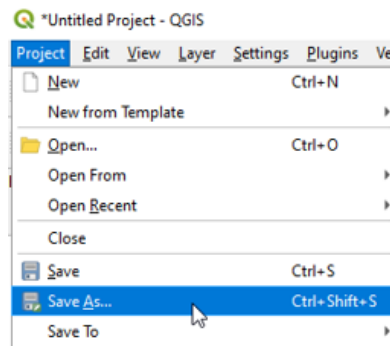 *Untitled Project - QGIS
Project Edit View Layer Settings Plugins Ve
New Ctrl+N
New from Template
Open... Ctrl+O
Open From
Open Recent
Close
Save Ctrl+S
Save As... Ctrl+Shift+S
Save To